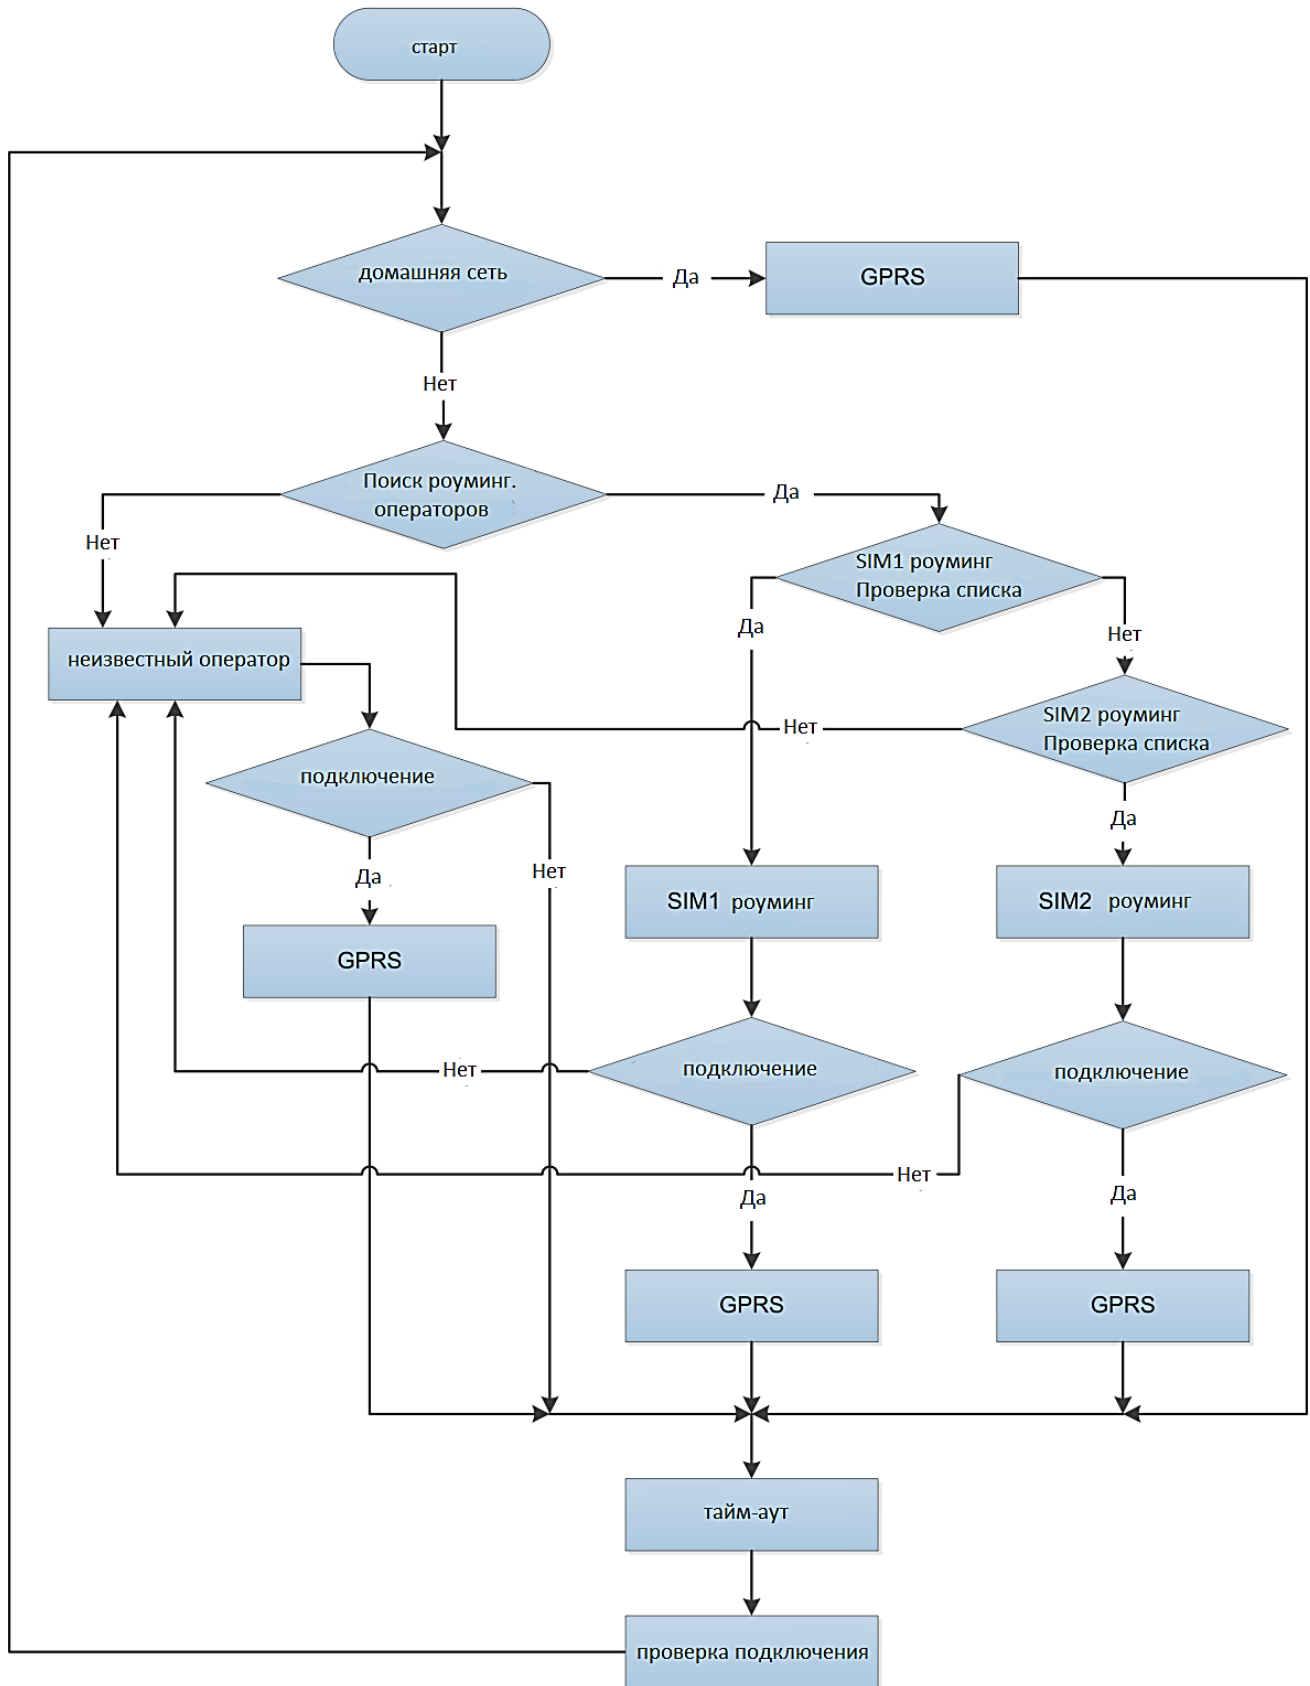 старт
домашняя сеть
Да
GPRS
Нет
Поиск роуминг.
операторов
Да
Нет
SIM1 роуминг
Проверка списка
Да
Нет
неизвестный оператор
SIM2 роуминг
Проверка списка
Нет
подключение
Да
Нет
Да
SIM1 роуминг
SIM2 роуминг
GPRS
подключение
подключение
Нет
Нет
Да
Да
GPRS
GPRS
тайм-аут
проверка подключения